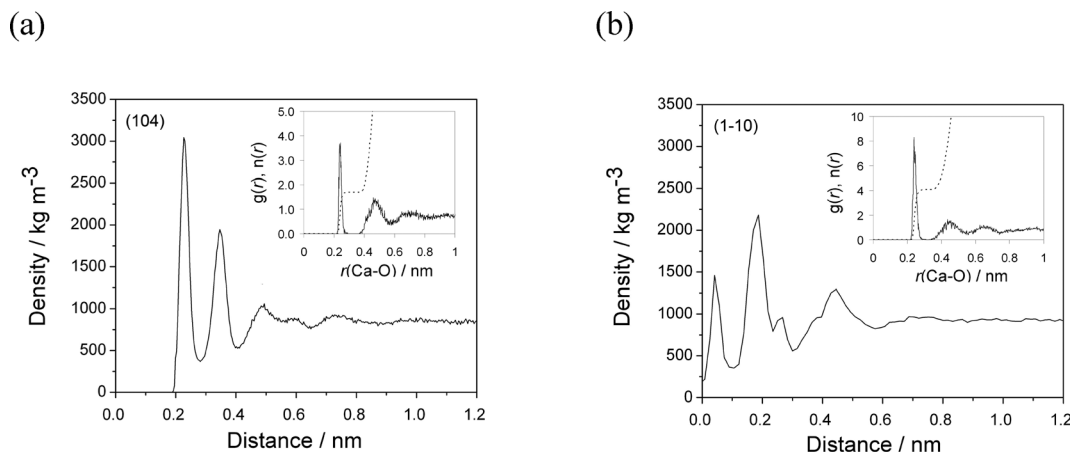 (a)
(104)
Density / kg m-3
3500
3000
2500
2000
1500
1000
500
0
0.0 0.2 0.4 0.6 0.8 1.0 1.2
Distance / nm
g(r), n(r)
5.0
4.0
3.0
2.0
1.0
0.0
0 0.2 0.4 0.6 0.8 1
r(Ca-O) / nm
(b)
(1-10)
Density / kg m-3
3500
3000
2500
2000
1500
1000
500
0
0.0 0.2 0.4 0.6 0.8 1.0 1.2
Distance / nm
g(r), n(r)
10
8
6
4
2
0
0 0.2 0.4 0.6 0.8 1
r(Ca-O) / nm